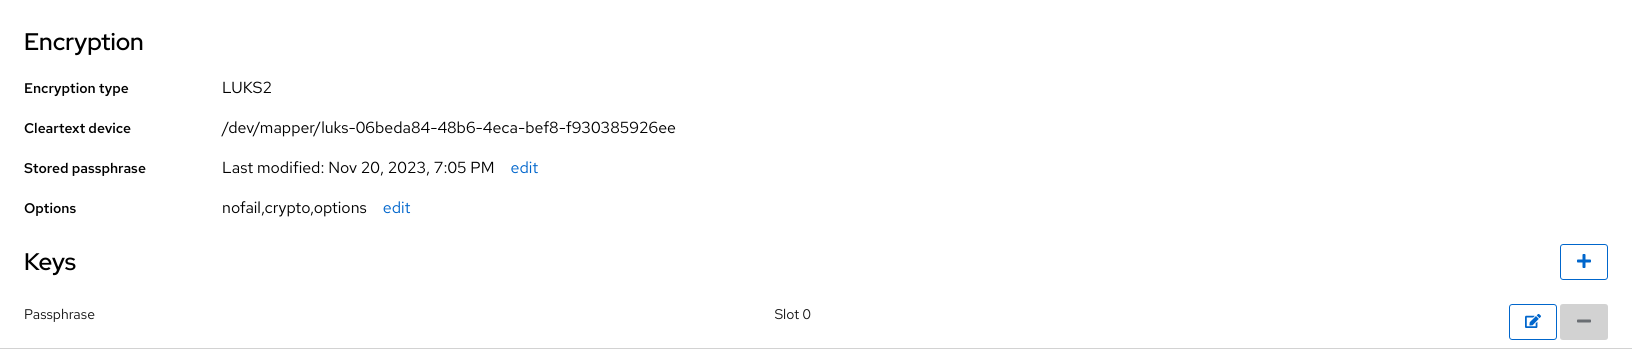 Encryption
Encryption type LUKS2
Cleartext device /dev/mapper/luks-06beda84-48b6-4eca-bef8-f930385926ee
Stored passphrase Last modified: Nov 20, 2023, 7:05 PM edit
Options nofail,crypto,options edit
Keys
Passphrase Slot 0